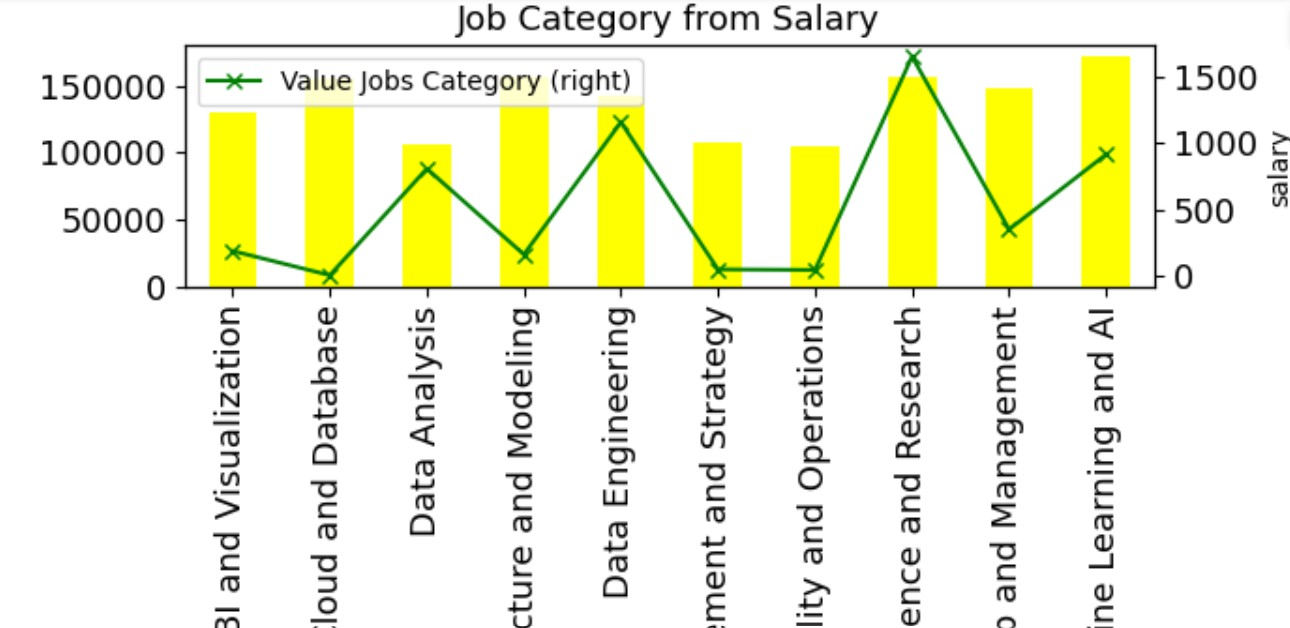 Job Category from Salary
Value Jobs Category (right)
150000
100000
50000
0
1500
1000
500
0
salary
BI and Visualization
Cloud and Database
Data Analysis
cture and Modeling
Data Engineering
ement and Strategy
lity and Operations
ence and Research
p and Management
ine Learning and AI